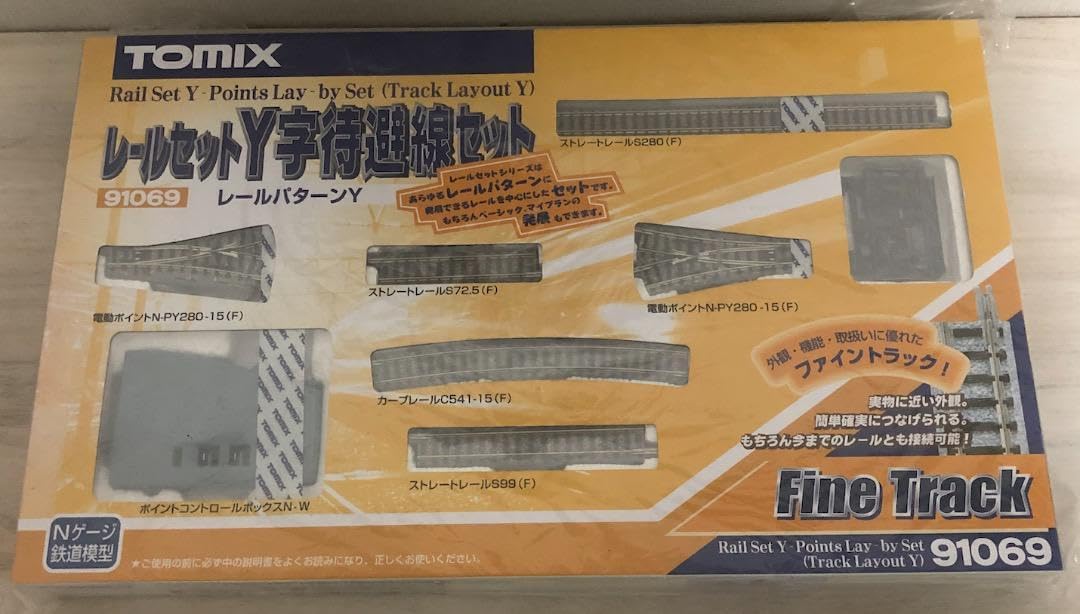 TOMIX
Rail Set Y-Points Lay-by Set (Track Layout Y)
レールセットY字待避線セット
91069 レールパターンY
レールセットシリーズは
あらゆるレールパターンに
発展できるレールを中心にしたセットです。
もちろんベーシック、マイプランの
発展もできます。
ストレートレールS280(F)
電動ポイントN-PY280-15(F)
ストレートレールS72.5(F)
電動ポイントN-PY280-15(F)
カーブレールC541-15(F)
ストレートレールS99(F)
ポイントコントロールボックスN-W
TOMIX
外観・機能・取扱いに優れた
ファイントラック!
実物に近い外観。
簡単確実につなげられる。
もちろん今までのレールとも接続可能!
Fine Track
Nゲージ
鉄道模型
★ご使用の前に必ず中の説明書をよくお読みになり、正しくお使いください。
Rail Set Y-Points Lay-by Set
(Track Layout Y) 91069